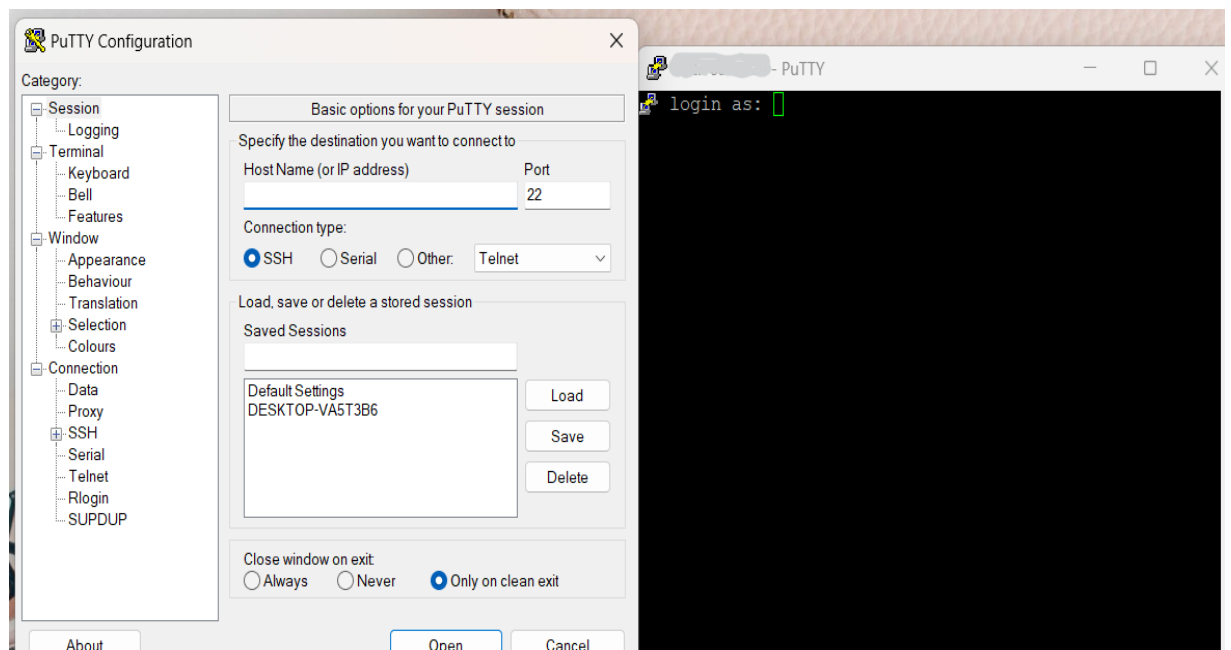 PuTTY Configuration
Category:
Session
Logging
Terminal
Keyboard
Bell
Features
Window
Appearance
Behaviour
Translation
Selection
Colours
Connection
Data
Proxy
SSH
Serial
Telnet
Rlogin
SUPDUP
Basic options for your PuTTY session
Specify the destination you want to connect to
Host Name (or IP address) Port
22
Connection type:
SSH Serial Other: Telnet
Load, save or delete a stored session
Saved Sessions
Default Settings
DESKTOP-VA5T3B6
Load
Save
Delete
Close window on exit:
Always Never Only on clean exit
About Open Cancel
- PuTTY
login as: